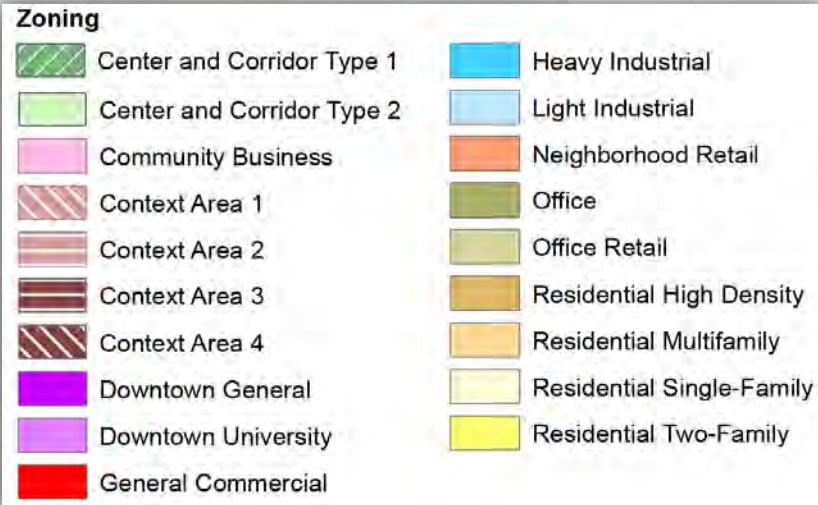 Zoning
Center and Corridor Type 1
Center and Corridor Type 2
Community Business
Context Area 1
Context Area 2
Context Area 3
Context Area 4
Downtown General
Downtown University
General Commercial
Heavy Industrial
Light Industrial
Neighborhood Retail
Office
Office Retail
Residential High Density
Residential Multifamily
Residential Single-Family
Residential Two-Family